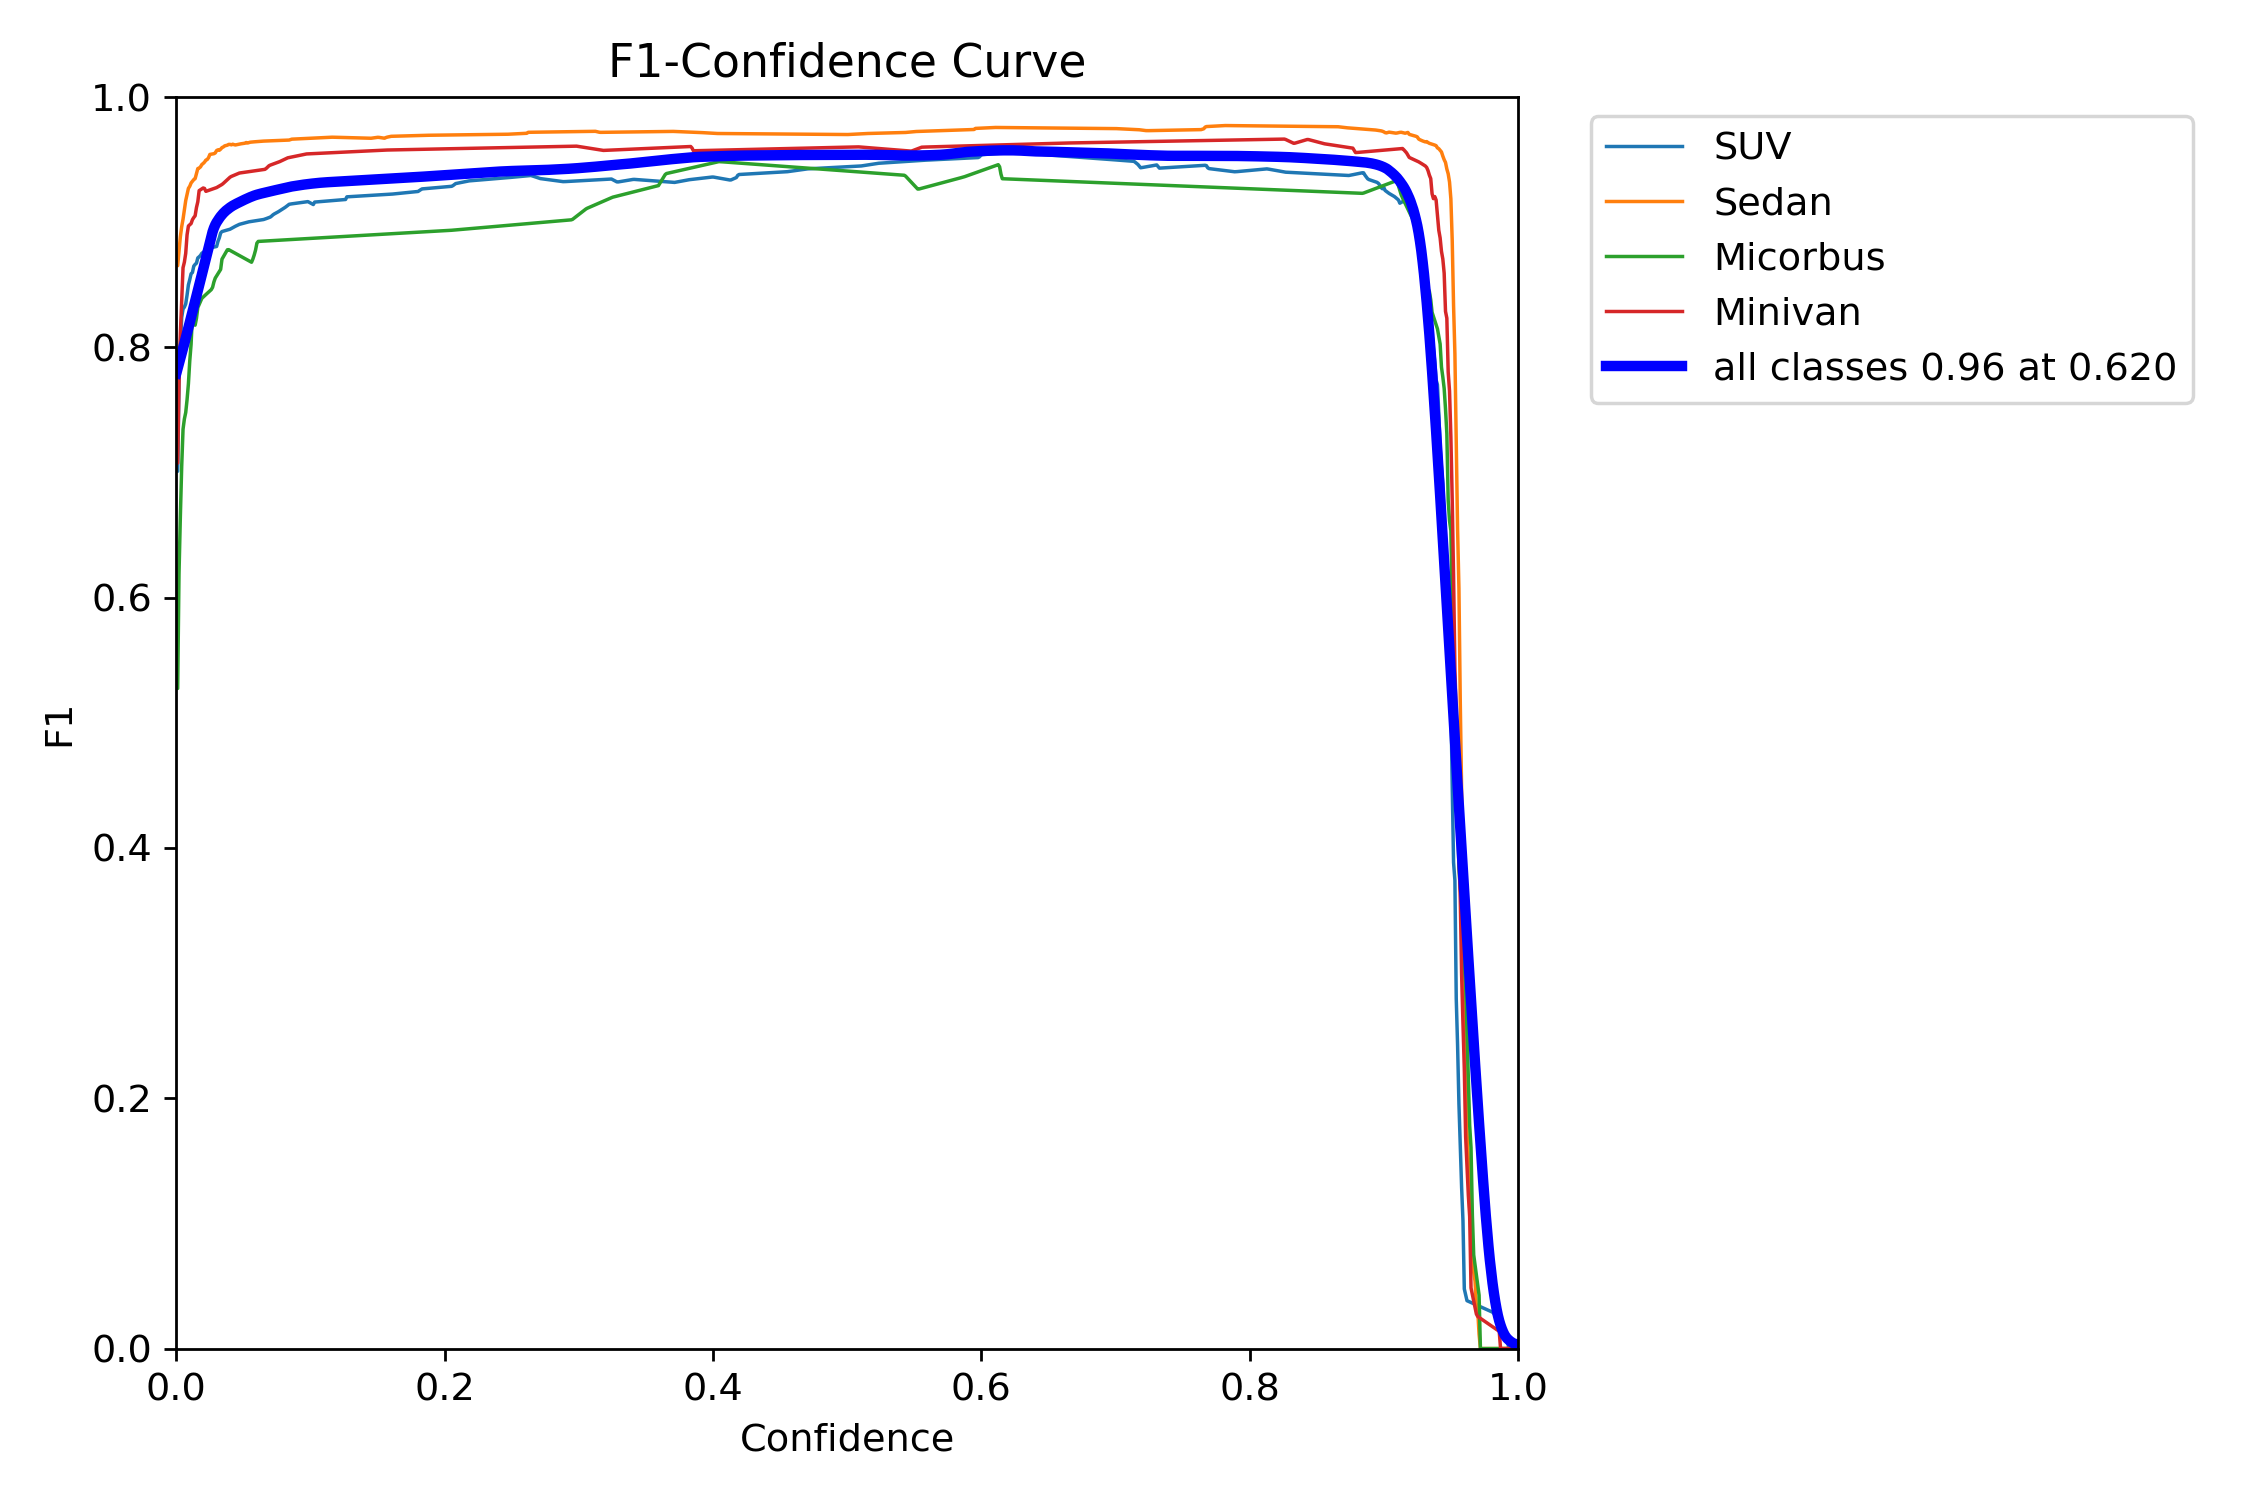 F1-Confidence Curve
1.0
0.8
0.6
0.4
0.2
0.0
F1
0.0 0.2 0.4 0.6 0.8 1.0
Confidence
SUV
Sedan
Micorbus
Minivan
all classes 0.96 at 0.620